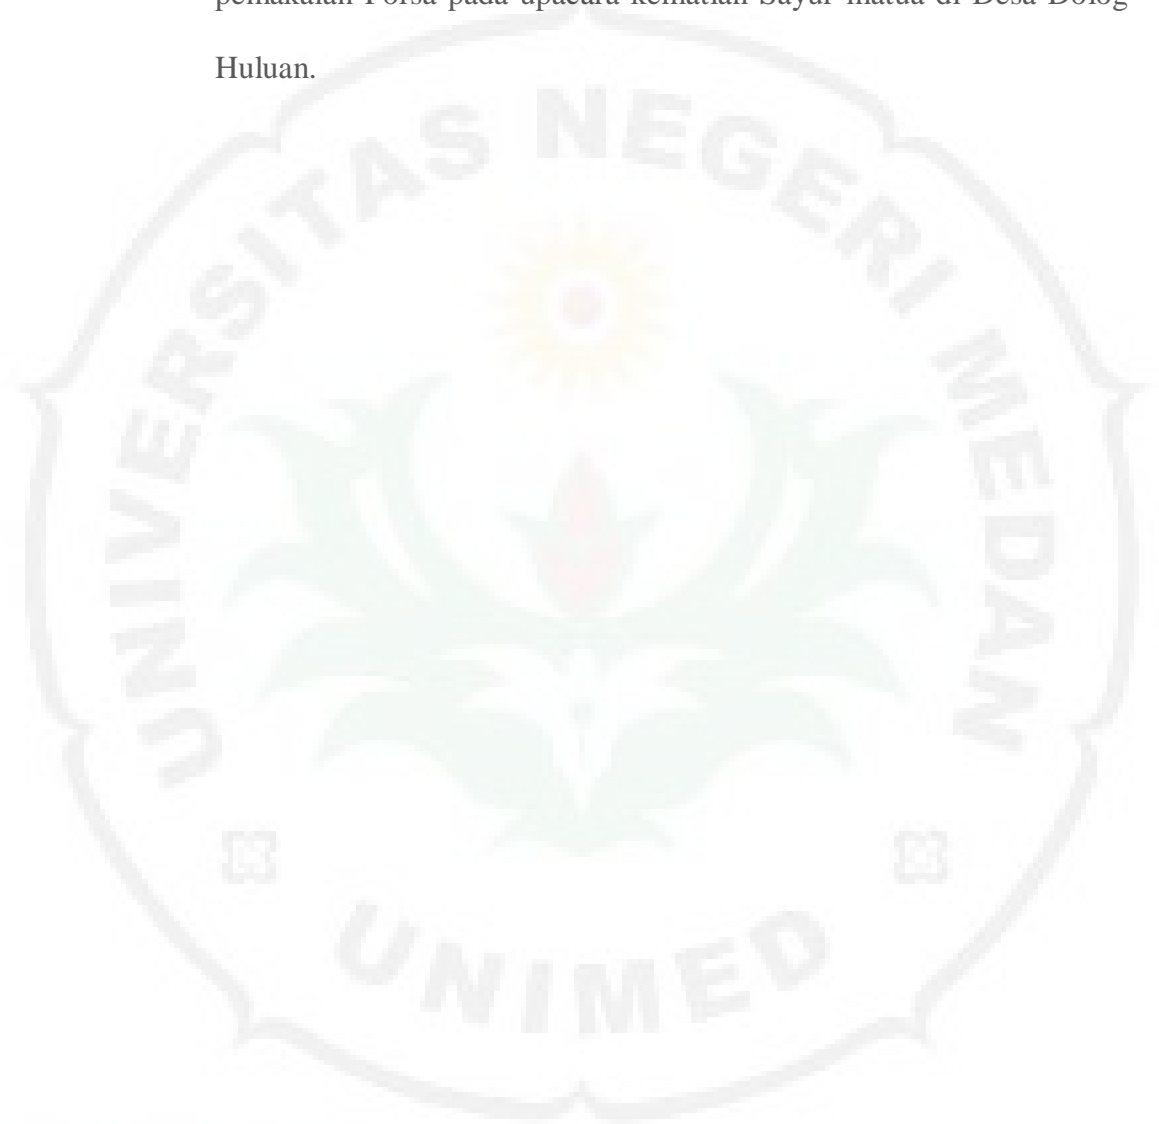 pemakaian Porsa pada upacara kematian Sayur matua di Desa Dolog
Huluan.
UNIVERSITAS NEGERI MEDAN
UNIMED